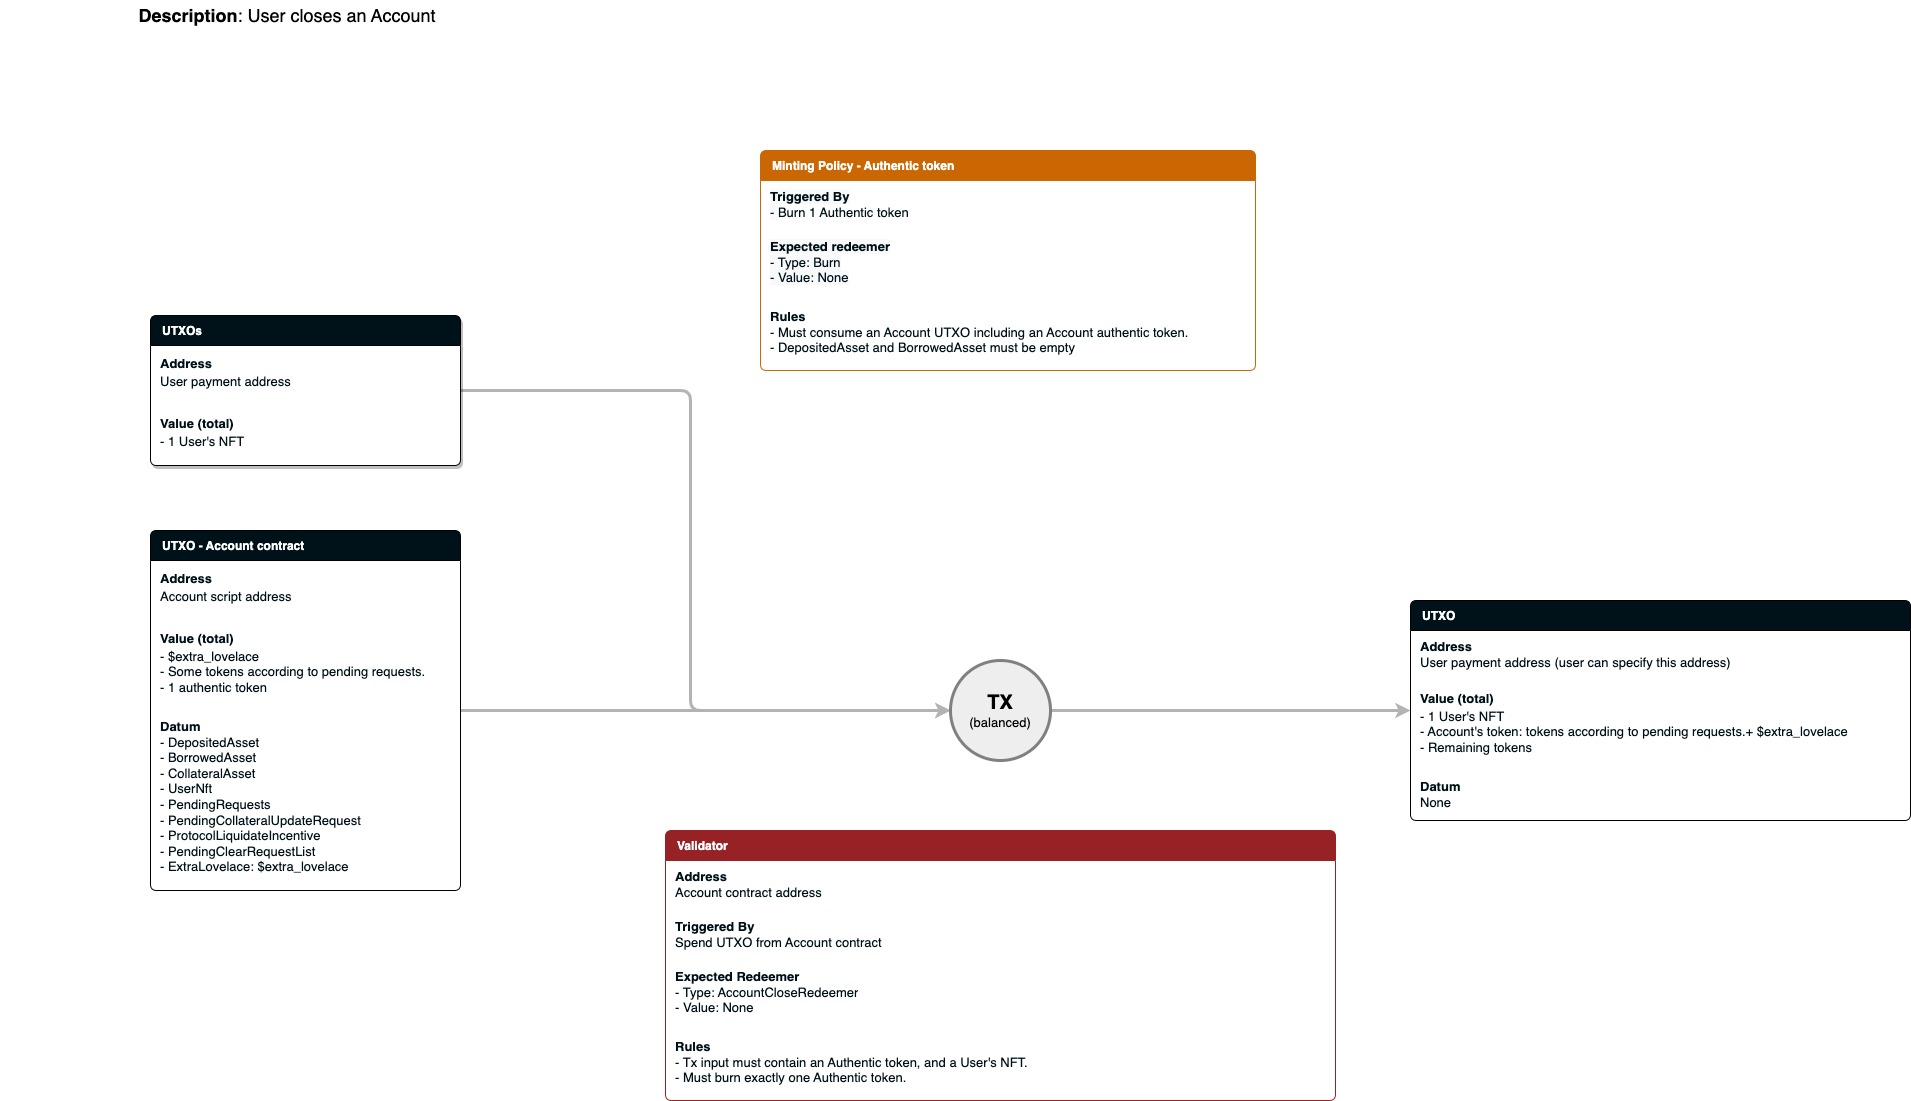 Description: User closes an Account
Minting Policy - Authentic token
Triggered By
- Burn 1 Authentic token
Expected redeemer
- Type: Burn
- Value: None
Rules
- Must consume an Account UTXO including an Account authentic token.
- DepositedAsset and BorrowedAsset must be empty
UTXOs
Address
User payment address
Value (total)
- 1 User's NFT
UTXO - Account contract
Address
Account script address
Value (total)
- $extra_lovelace
- Some tokens according to pending requests.
- 1 authentic token
Datum
- DepositedAsset
- BorrowedAsset
- CollateralAsset
- UserNft
- PendingRequests
- PendingCollateralUpdateRequest
- ProtocolLiquidateIncentive
- PendingClearRequestList
- ExtraLovelace: $extra_lovelace
TX
(balanced)
UTXO
Address
User payment address (user can specify this address)
Value (total)
- 1 User's NFT
- Account's token: tokens according to pending requests.+ $extra_lovelace
- Remaining tokens
Datum
None
Validator
Address
Account contract address
Triggered By
Spend UTXO from Account contract
Expected Redeemer
- Type: AccountCloseRedeemer
- Value: None
Rules
- Tx input must contain an Authentic token, and a User's NFT.
- Must burn exactly one Authentic token.